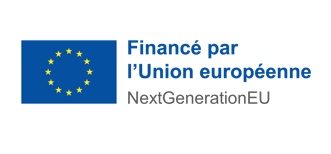 Financé par
l’Union européenne
NextGenerationEU